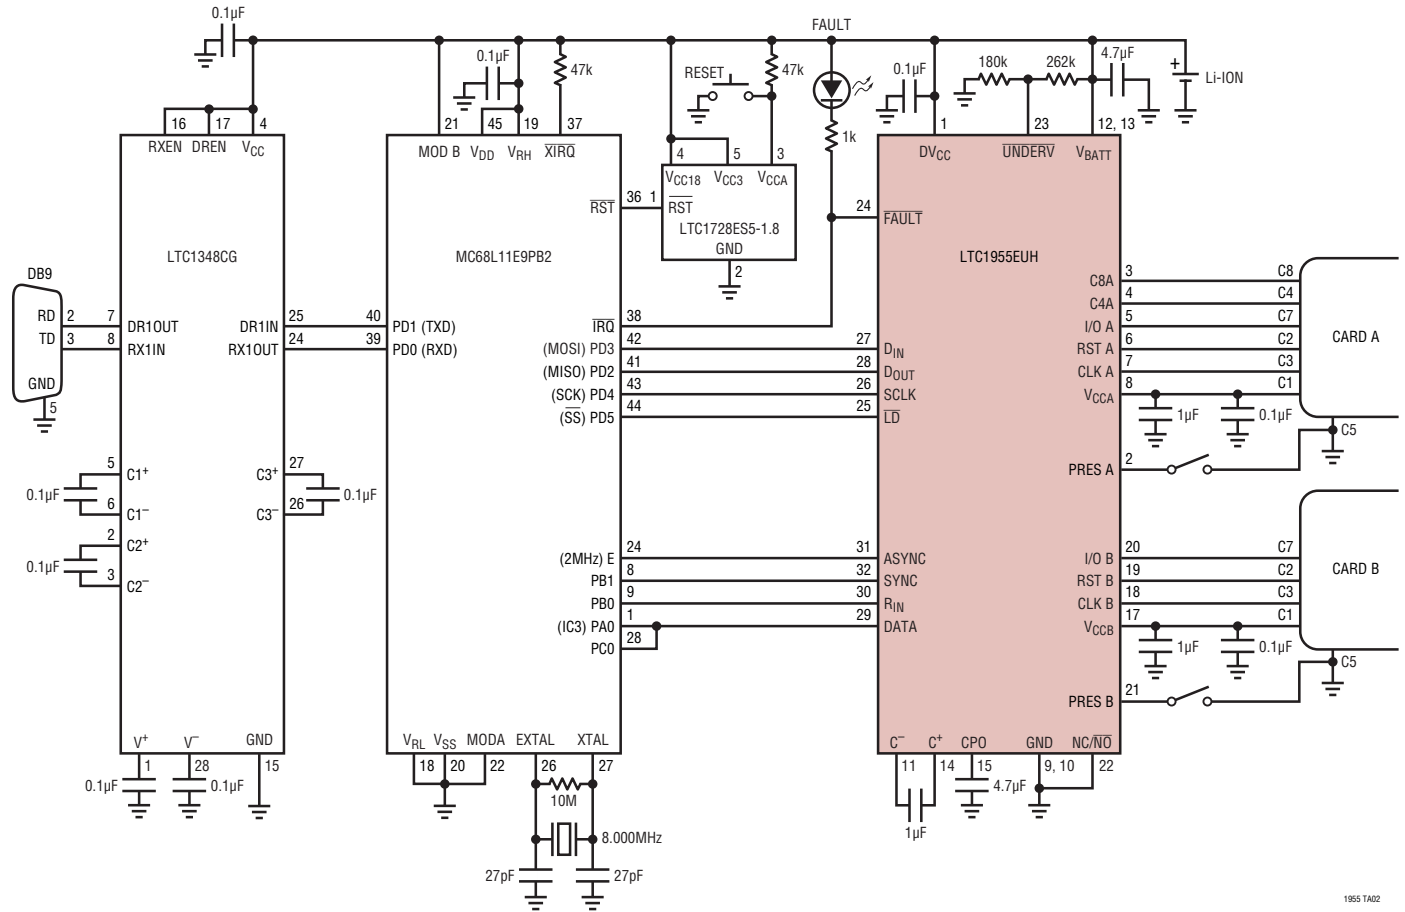 0.1µF
FAULT
0.1µF
47k
RESET
47k
0.1µF
180k
262k
4.7µF
+
Li-ION
16
17
4
21
45
19
37
1k
1
23
12, 13
RXEN
DREN
VCC
MOD B
VDD
VRH
XIRQ
4
5
3
DVCC
UNDERV
VBATT
VCC18
VCC3
VCCA
RST
36
1
RST
24
FAULT
LTC1728ES5-1.8
GND
2
LTC1348CG
MC68L11E9PB2
LTC1955EUH
DB9
C8A
3
C8
C4A
4
C4
RD
2
7
DR1OUT
DR1IN
25
40
PD1 (TXD)
IRQ
38
I/O A
5
C7
CARD A
TD
3
8
RX1IN
RX1OUT
24
39
PD0 (RXD)
(MOSI) PD3
42
27
DIN
RST A
6
C2
(MISO) PD2
41
28
DOUT
CLK A
7
C3
GND
5
(SCK) PD4
43
26
SCLK
VCCA
8
C1
(SS) PD5
44
25
LD
1µF
0.1µF
C5
5
C1+
C3+
27
PRES A
2
0.1µF
0.1µF
6
C1–
C3–
26
2
C2+
0.1µF
3
C2–
(2MHz) E
24
31
ASYNC
I/O B
20
C7
PB1
8
32
SYNC
RST B
19
C2
CARD B
PB0
9
30
RIN
CLK B
18
C3
(IC3) PA0
1
29
DATA
VCCB
17
C1
PC0
28
1µF
0.1µF
C5
PRES B
21
V+
V–
GND
VRL
VSS
MODA
EXTAL
XTAL
C–
C+
CPO
GND
NC/NO
1
28
15
18
20
22
26
27
11
14
15
9, 10
22
0.1µF
0.1µF
10M
4.7µF
1µF
8.000MHz
27pF
27pF
1955 TA02